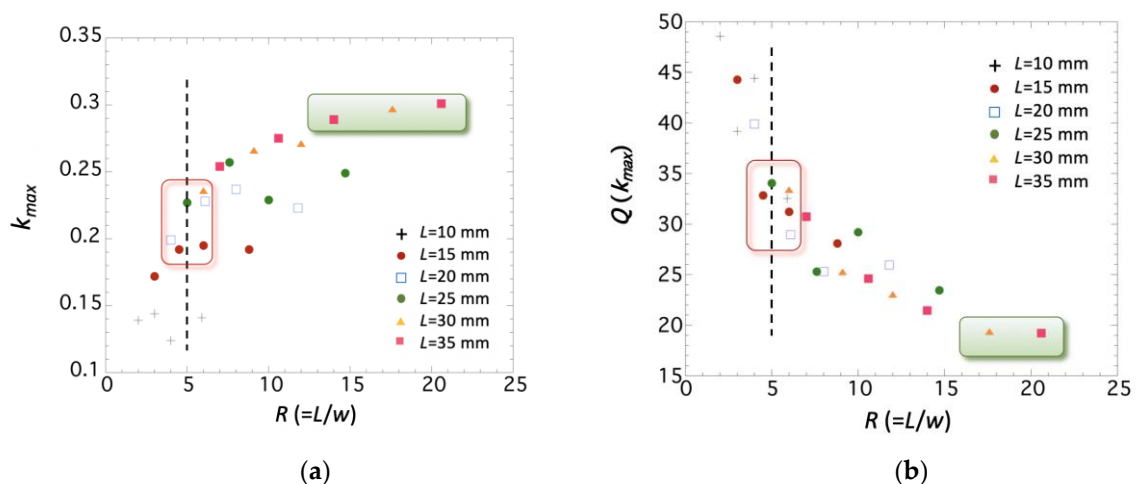 0.35
0.3
0.25
0.2
0.15
0.1
k_max
0 5 10 15 20 25
R (=L/w)
L=10 mm
L=15 mm
L=20 mm
L=25 mm
L=30 mm
L=35 mm
(a)
50
45
40
35
30
25
20
15
Q (k_max)
0 5 10 15 20 25
R (=L/w)
L=10 mm
L=15 mm
L=20 mm
L=25 mm
L=30 mm
L=35 mm
(b)